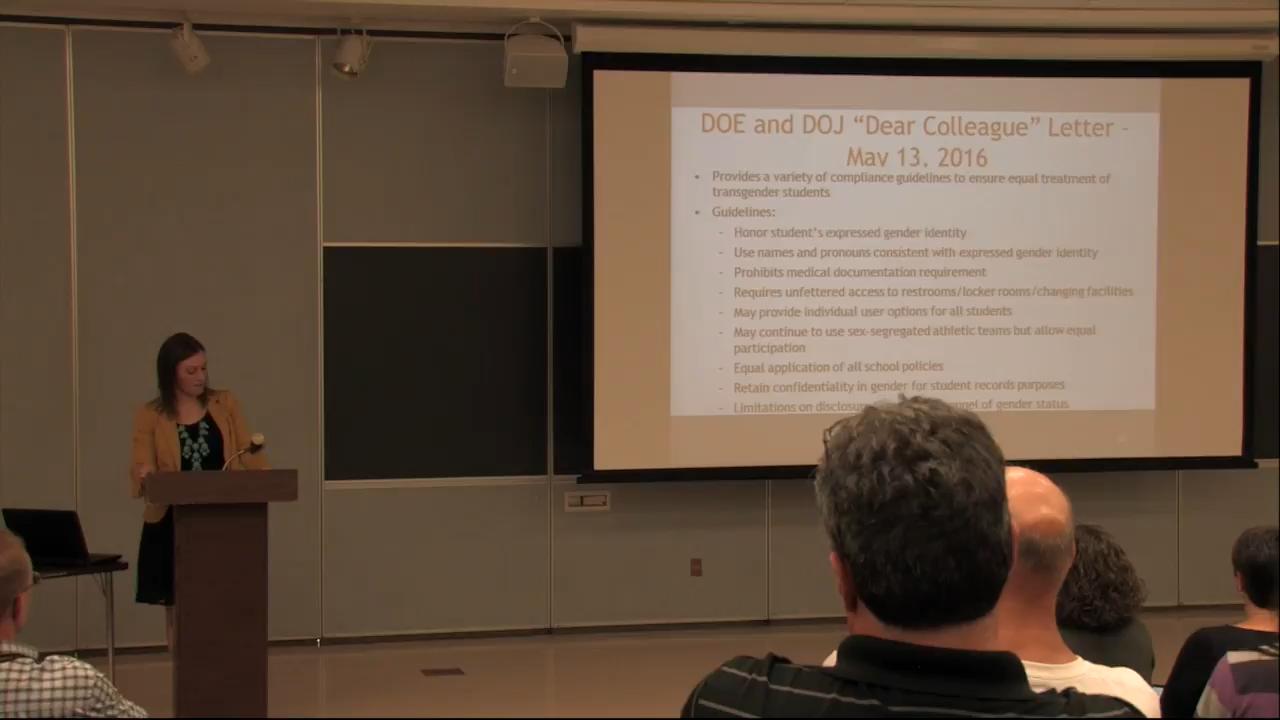 DOE and DOJ “Dear Colleague” Letter –
May 13, 2016
• Provides a variety of compliance guidelines to ensure equal treatment of
transgender students
• Guidelines:
- Honor student’s expressed gender identity
- Use names and pronouns consistent with expressed gender identity
- Prohibits medical documentation requirement
- Requires unfettered access to restrooms/locker rooms/changing facilities
- May provide individual user options for all students
- May continue to use sex-segregated athletic teams but allow equal
participation
- Equal application of all school policies
- Retain confidentiality in gender for student records purposes
- Limitations on of gender status